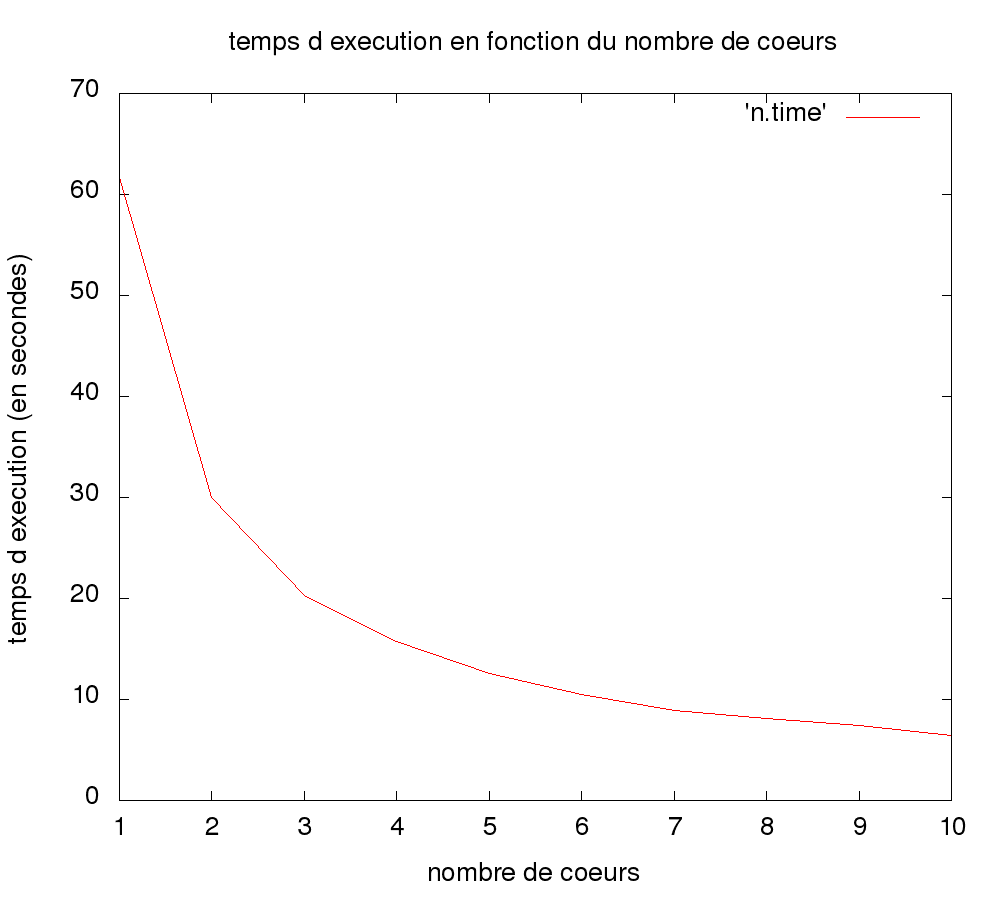 temps d execution en fonction du nombre de coeurs
'n.time'
temps d execution (en secondes)
70
60
50
40
30
20
10
0
1 2 3 4 5 6 7 8 9 10
nombre de coeurs